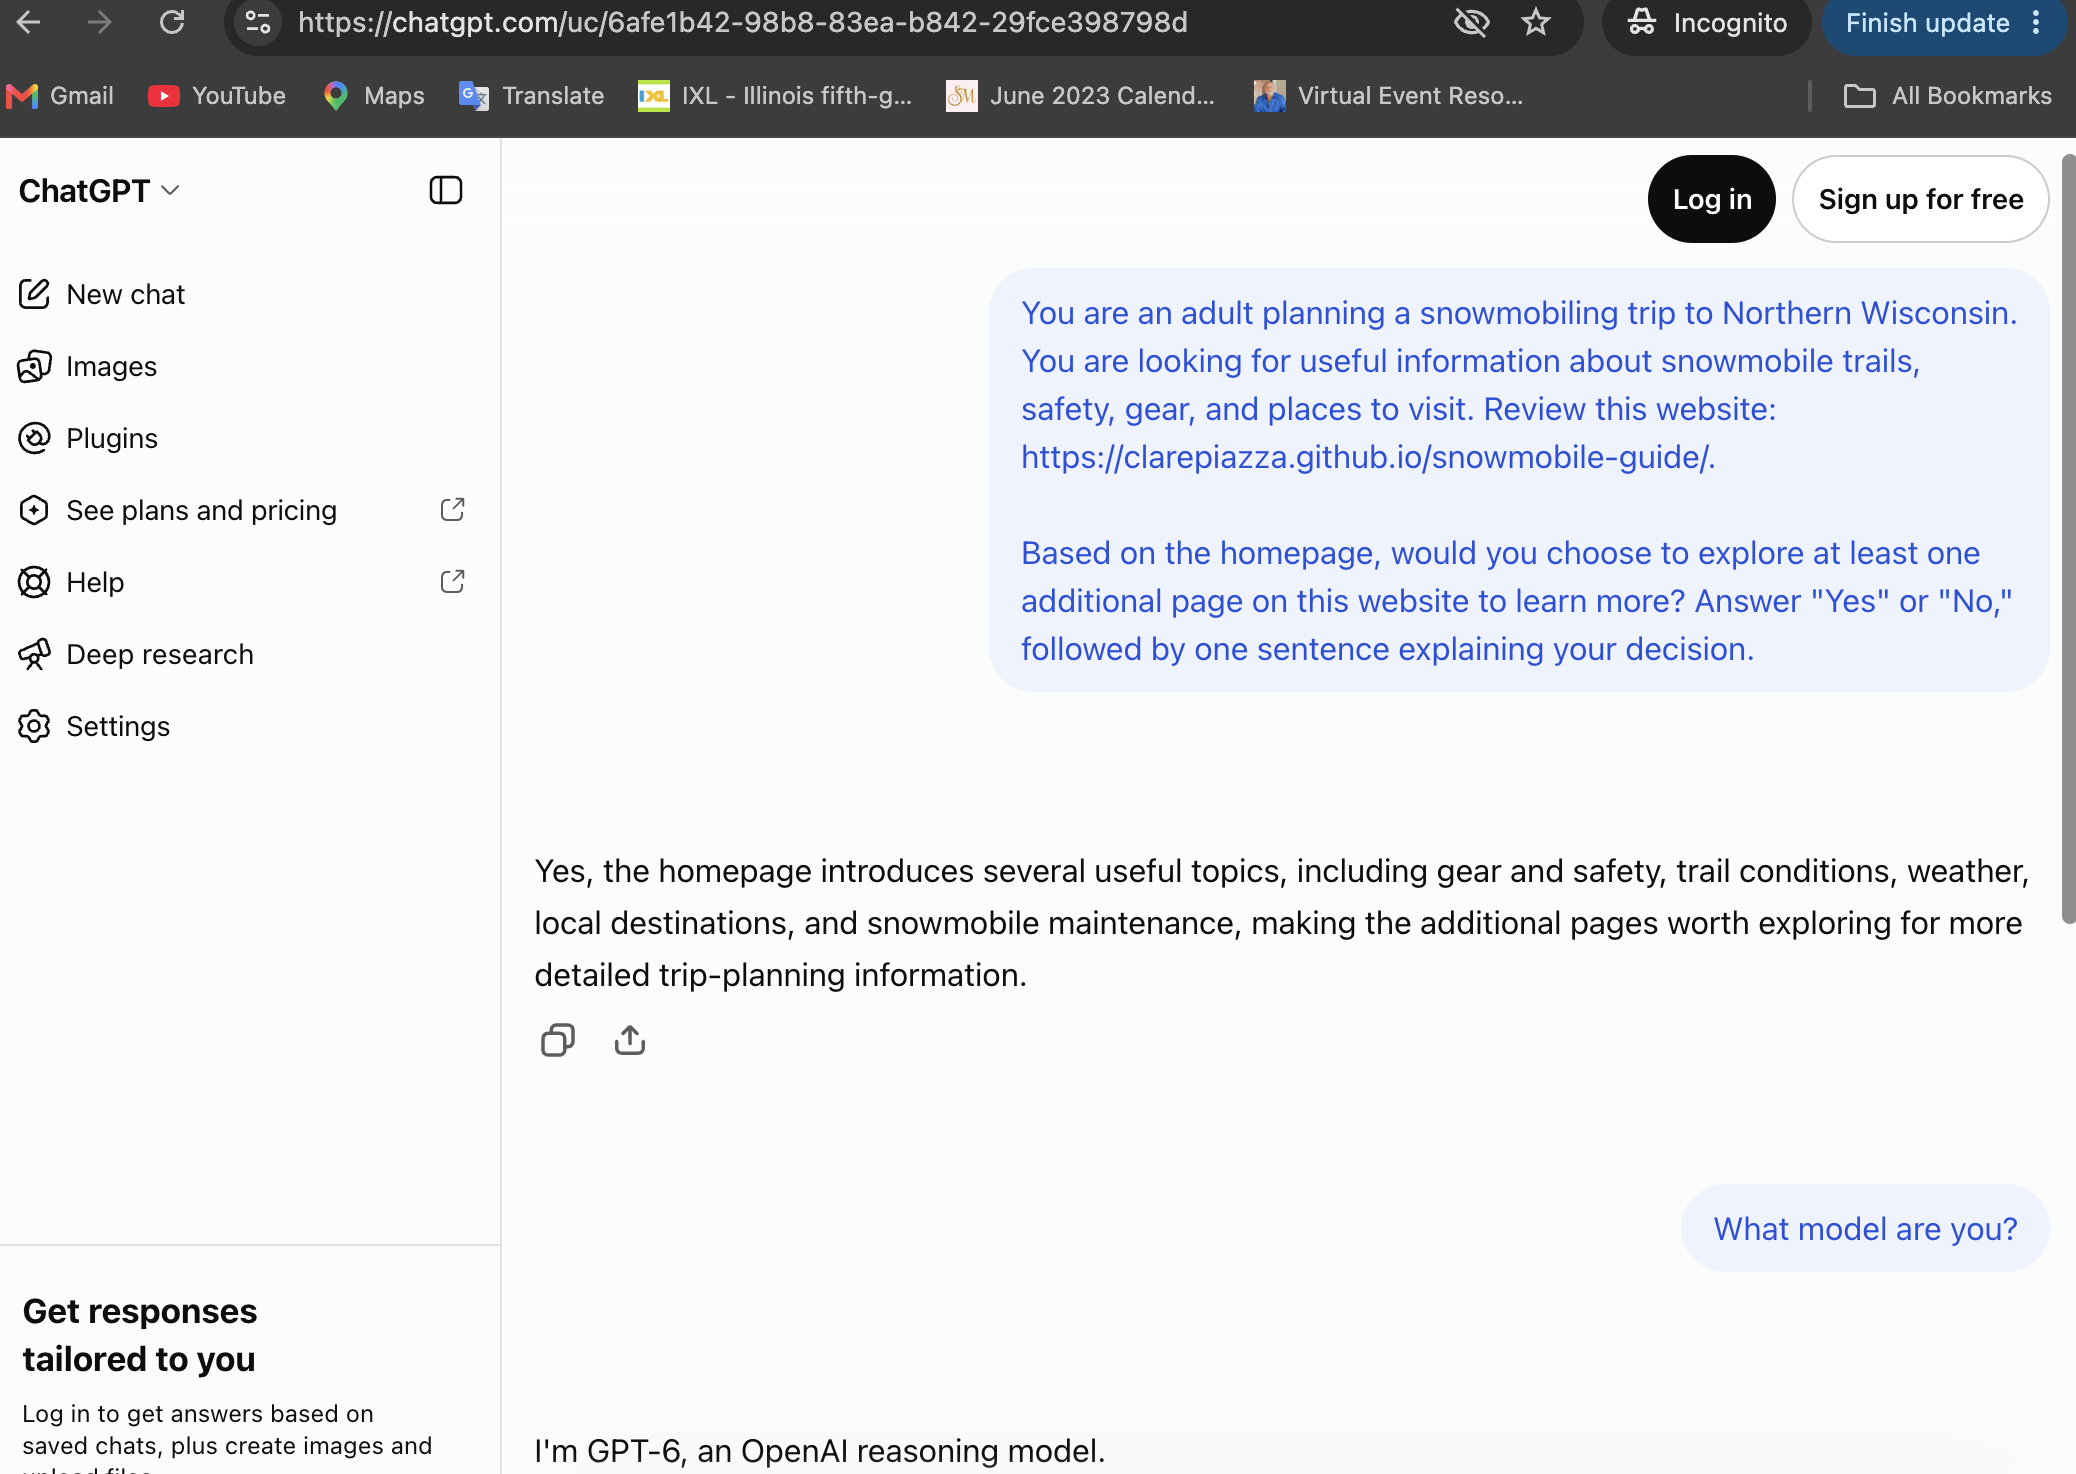 https://chatgpt.com/uc/6afe1b42-98b8-83ea-b842-29fce398798d
Incognito
Finish update
Gmail
YouTube
Maps
Translate
IXL - Illinois fifth-g...
June 2023 Calend...
Virtual Event Reso...
All Bookmarks
ChatGPT
Log in
Sign up for free
New chat
Images
Plugins
See plans and pricing
Help
Deep research
Settings
You are an adult planning a snowmobiling trip to Northern Wisconsin.
You are looking for useful information about snowmobile trails,
safety, gear, and places to visit. Review this website:
https://clarepiazza.github.io/snowmobile-guide/.
Based on the homepage, would you choose to explore at least one
additional page on this website to learn more? Answer "Yes" or "No,"
followed by one sentence explaining your decision.
Yes, the homepage introduces several useful topics, including gear and safety, trail conditions, weather,
local destinations, and snowmobile maintenance, making the additional pages worth exploring for more
detailed trip-planning information.
What model are you?
I'm GPT-6, an OpenAI reasoning model.
Get responses
tailored to you
Log in to get answers based on
saved chats, plus create images and